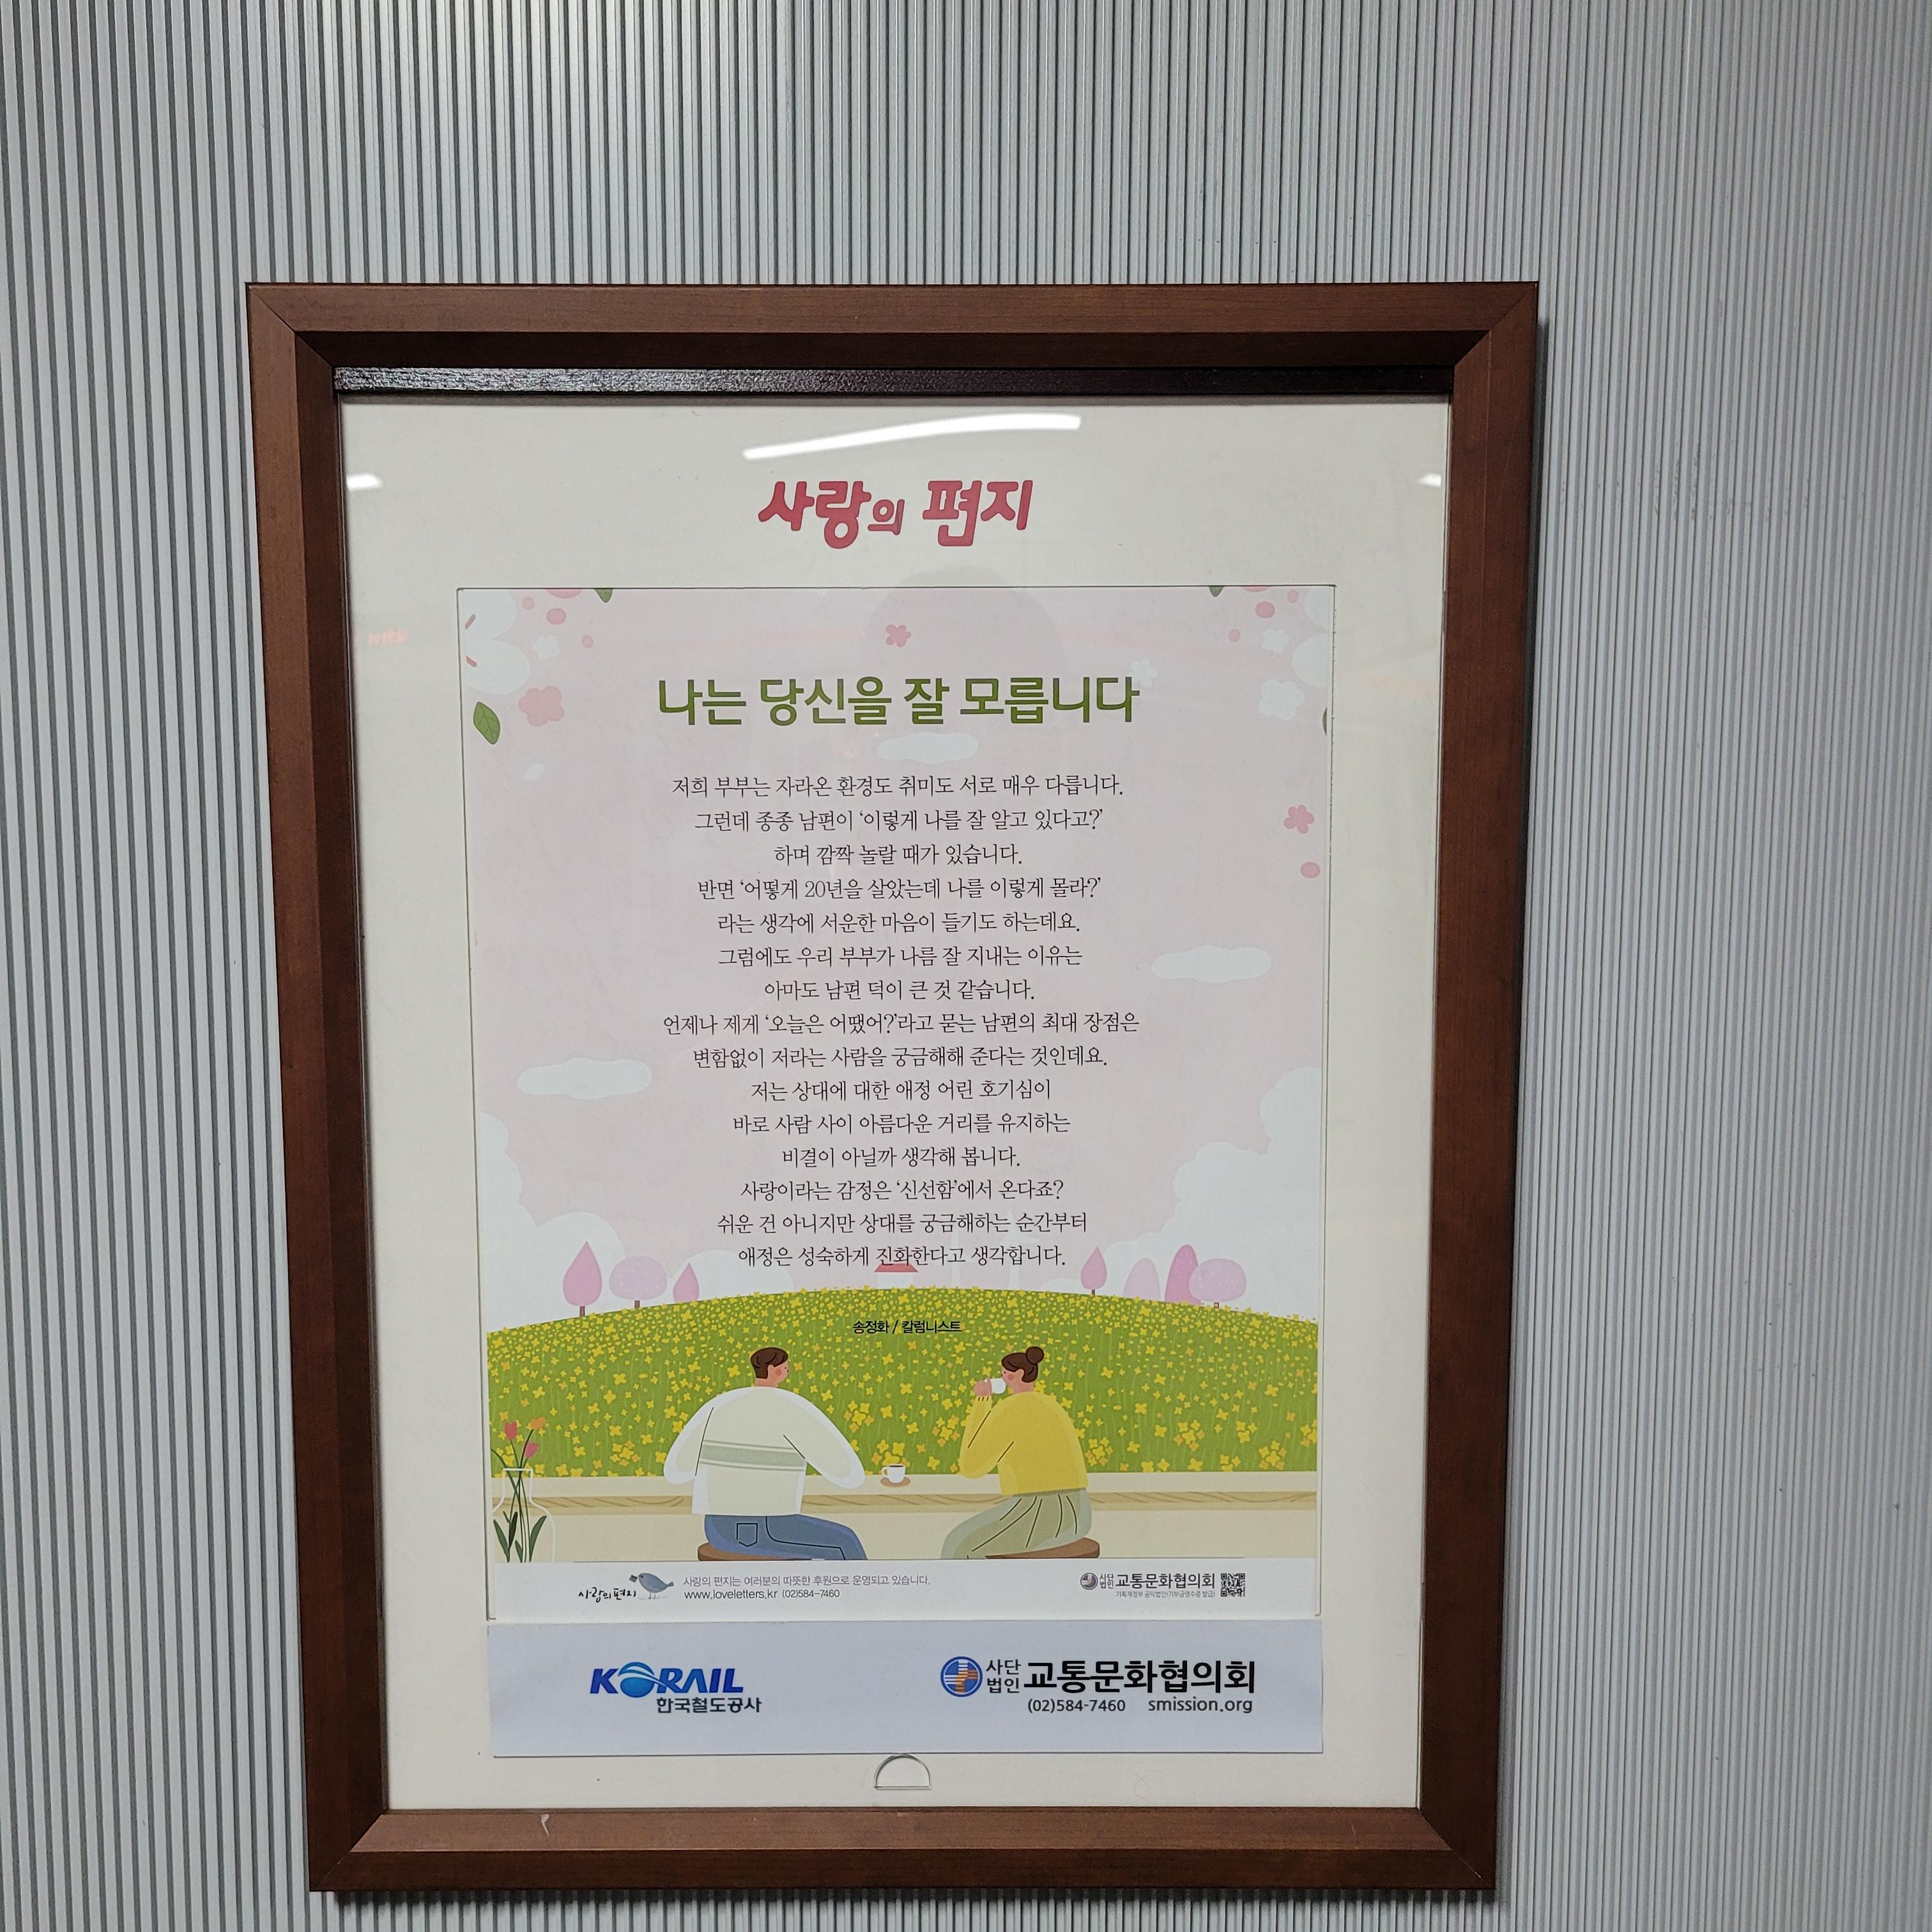 사랑의 편지
나는 당신을 잘 모릅니다
저희 부부는 자라온 환경도 취미도 서로 매우 다릅니다.
그런데 종종 남편이 ‘이렇게 나를 잘 알고 있다고?’
하며 깜짝 놀랄 때가 있습니다.
반면 ‘어떻게 20년을 살았는데 나를 이렇게 몰라?’
라는 생각에 서운한 마음이 들기도 하는데요.
그럼에도 우리 부부가 나름 잘 지내는 이유는
아마도 남편 덕이 큰 것 같습니다.
언제나 제게 ‘오늘은 어땠어?’라고 묻는 남편의 최대 장점은
변함없이 저라는 사람을 궁금해해 준다는 것인데요.
저는 상대에 대한 애정 어린 호기심이
바로 사람 사이 아름다운 거리를 유지하는
비결이 아닐까 생각해 봅니다.
사랑이라는 감정은 ‘신선함’에서 온다죠?
쉬운 건 아니지만 상대를 궁금해하는 순간부터
애정은 성숙하게 진화한다고 생각합니다.
송정화 / 칼럼니스트
사랑의 편지
사랑의 편지는 여러분의 따뜻한 후원으로 운영되고 있습니다.
www.loveletters.kr (02)584-7460
사단법인 교통문화협의회
기획재정부 공익법인(기부금영수증 발급)
KORAIL
한국철도공사
사단법인 교통문화협의회
(02)584-7460 smission.org